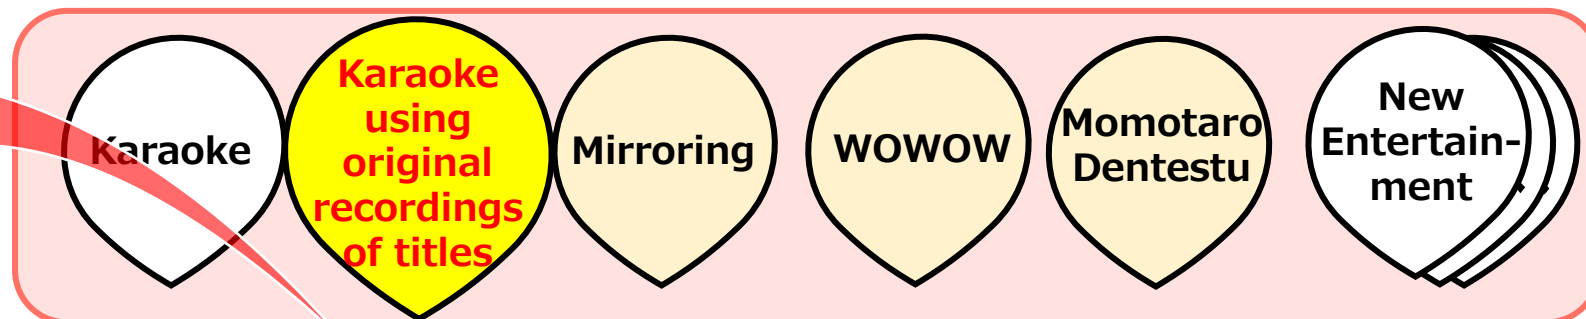 Karaoke
Karaoke
using
original
recordings
of titles
Mirroring
WOWOW
Momotaro
Dentestu
New
Entertain-
ment